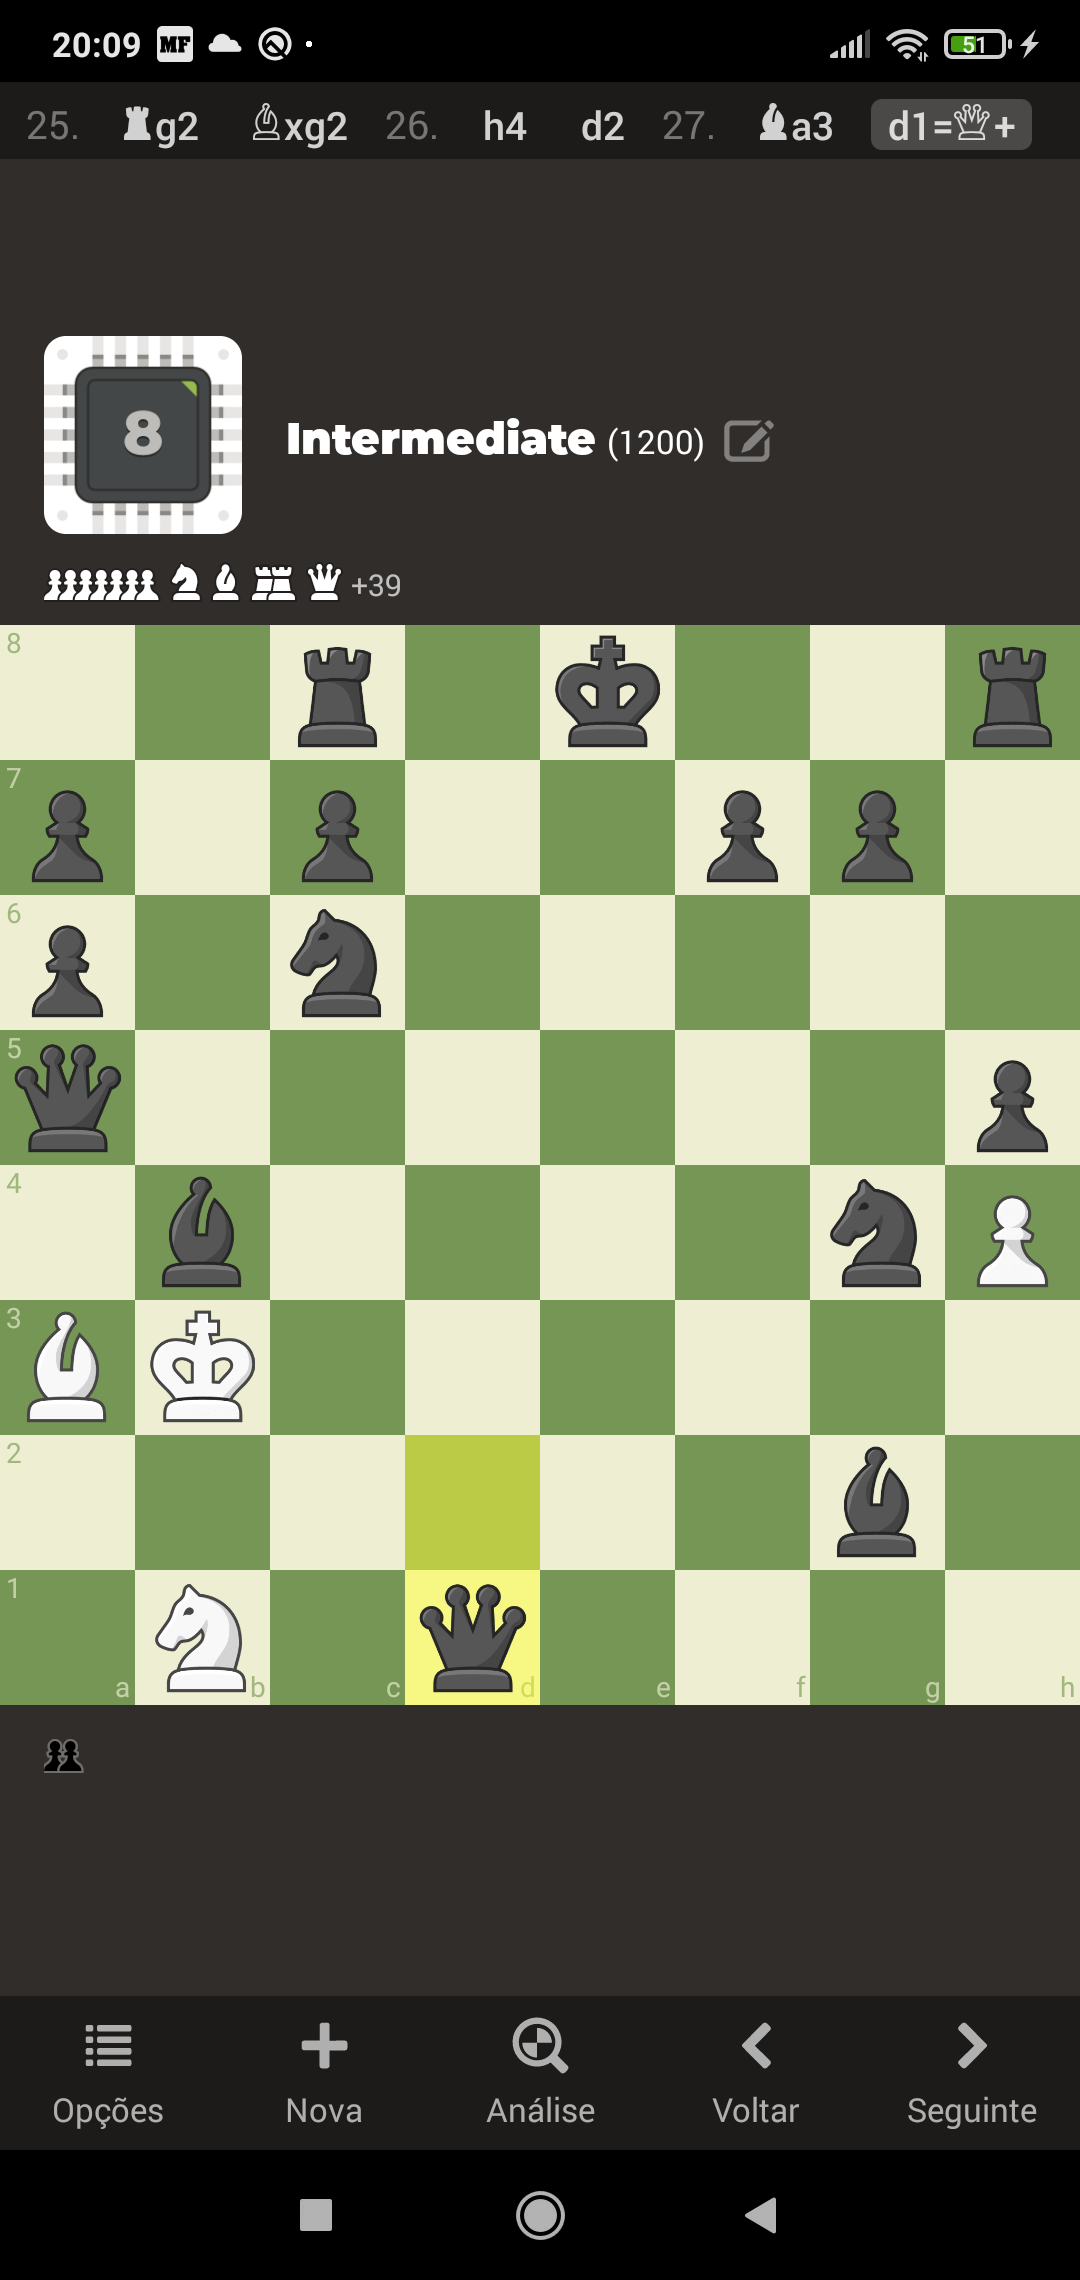 20:09 MF 51
25. g2 xg2 26. h4 d2 27. a3 d1=+
8
Intermediate (1200)
+39
8
7
6
5
4
3
2
1
a b c d e f g h
Opções Nova Análise Voltar Seguinte